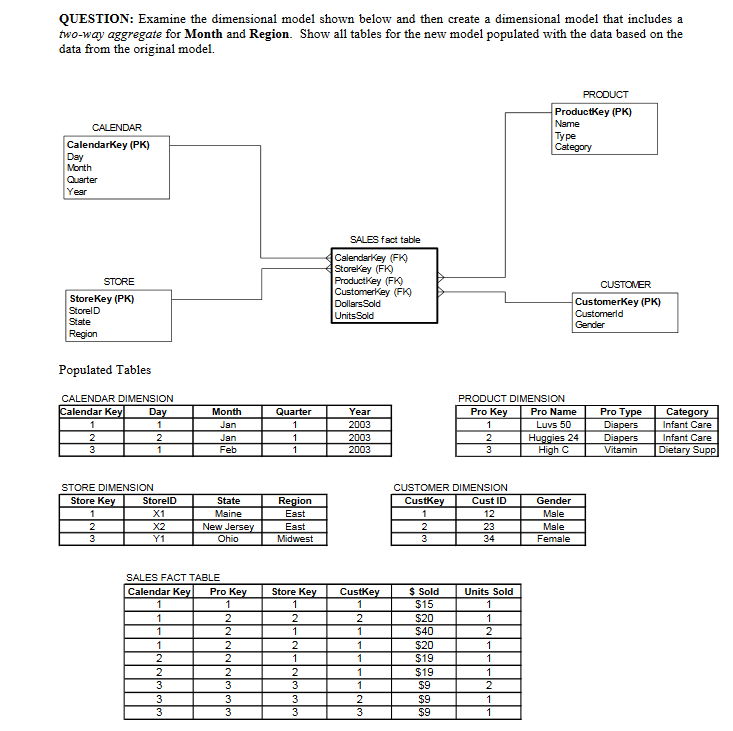 QUESTION: Examine the dimensional model shown below and then create a dimensional model that includes a
two-way aggregate for Month and Region. Show all tables for the new model populated with the data based on the
data from the original model.
PRODUCT
ProductKey (PK)
Name
Type
Category
CALENDAR
CalendarKey (PK)
Day
Month
Quarter
Year
SALES fact table
CalendarKey (FK)
StoreKey (FK)
ProductKey (FK)
CustomerKey (FK)
DollarsSold
UnitsSold
STORE
StoreKey (PK)
StoreID
State
Region
CUSTOMER
CustomerKey (PK)
CustomerId
Gender
Populated Tables
CALENDAR DIMENSION
Calendar Key Day Month Quarter Year
1 1 Jan 1 2003
2 2 Jan 1 2003
3 1 Feb 1 2003
PRODUCT DIMENSION
Pro Key Pro Name Pro Type Category
1 Luvs 50 Diapers Infant Care
2 Huggies 24 Diapers Infant Care
3 High C Vitamin Dietary Supp
STORE DIMENSION
Store Key StoreID State Region
1 X1 Maine East
2 X2 New Jersey East
3 Y1 Ohio Midwest
CUSTOMER DIMENSION
CustKey Cust ID Gender
1 12 Male
2 23 Male
3 34 Female
SALES FACT TABLE
Calendar Key Pro Key Store Key CustKey $ Sold Units Sold
1 1 1 1 $15 1
1 2 2 2 $20 1
1 2 1 1 $40 2
1 2 2 1 $20 1
2 2 1 1 $19 1
2 2 2 1 $19 1
3 3 3 1 $9 2
3 3 3 2 $9 1
3 3 3 3 $9 1